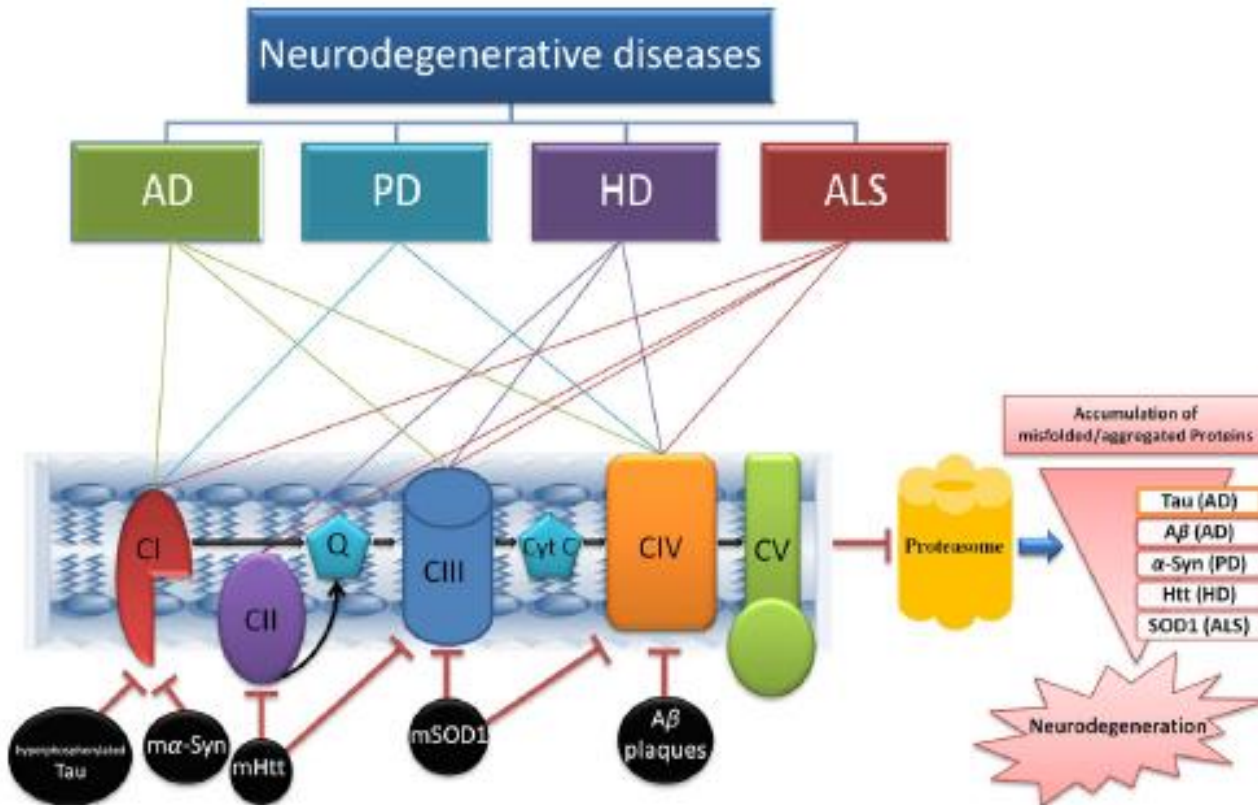 Neurodegenerative diseases
AD
PD
HD
ALS
Accumulation of
misfolded/aggregated Proteins
CI
Q
CIII
Cyt C
CIV
CV
CII
Proteasome
Tau (AD)
Aβ (AD)
α-Syn (PD)
Htt (HD)
SOD1 (ALS)
Neurodegeneration
Tau
mα-Syn
mHtt
mSOD1
Aβ
plaques